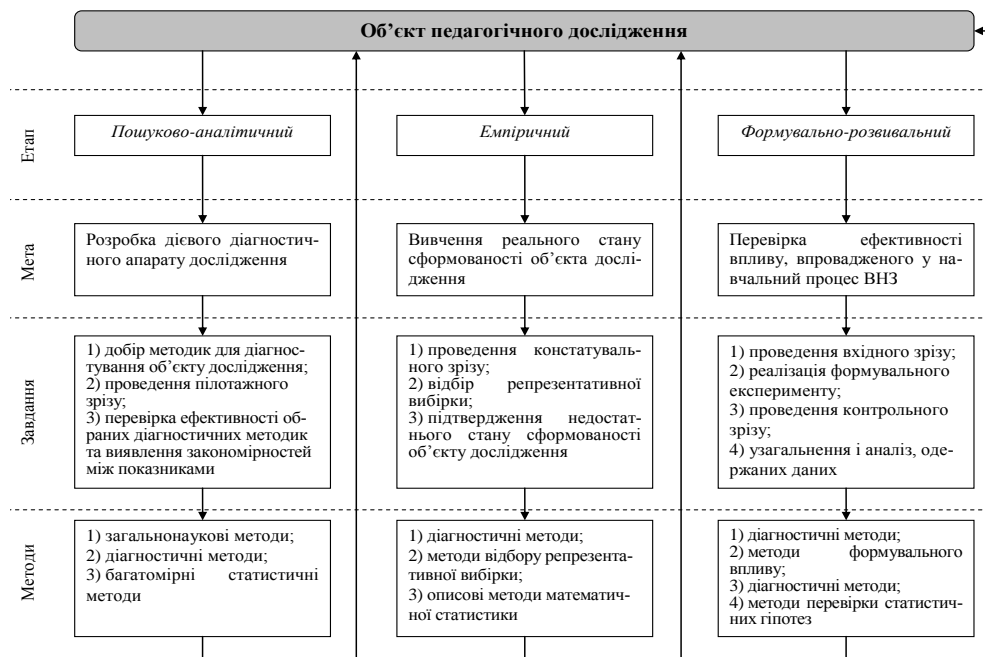 Об’єкт педагогічного дослідження
Етап
Пошуково-аналітичний
Емпіричний
Формувально-розвивальний
Мета
Розробка дієвого діагностич-
ного апарату дослідження
Вивчення реального стану
сформованості об’єкта дослі-
дження
Перевірка ефективності
впливу, впровадженого у на-
вчальний процес ВНЗ
Завдання
1) добір методик для діагнос-
тування об’єкту дослідження;
2) проведення пілотажного
зрізу;
3) перевірка ефективності об-
раних діагностичних методик
та виявлення закономірностей
між показниками
1) проведення констатуваль-
ного зрізу;
2) відбір репрезентативної
вибірки;
3) підтвердження недостат-
нього стану сформованості
об’єкту дослідження
1) проведення вхідного зрізу;
2) реалізація формувального
експерименту;
3) проведення контрольного
зрізу;
4) узагальнення і аналіз, оде-
ржаних даних
Методи
1) загальнонаукові методи;
2) діагностичні методи;
3) багатомірні статистичні
методи
1) діагностичні методи;
2) методи відбору репрезента-
тивної вибірки;
3) описові методи математич-
ної статистики
1) діагностичні методи;
2) методи формувального
впливу;
3) діагностичні методи;
4) методи перевірки статистич-
них гіпотез